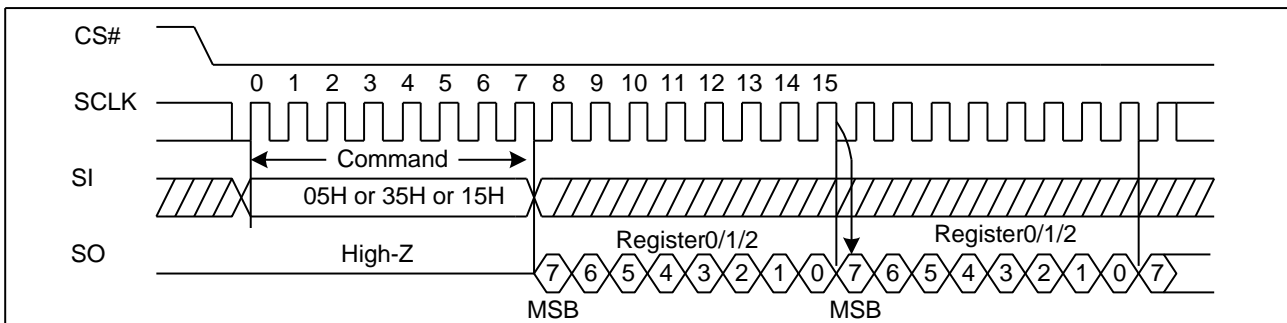 CS#
0 1 2 3 4 5 6 7 8 9 10 11 12 13 14 15
SCLK
Command
SI
05H or 35H or 15H
Register0/1/2 Register0/1/2
SO
High-Z
7 6 5 4 3 2 1 0 7 6 5 4 3 2 1 0 7
MSB MSB